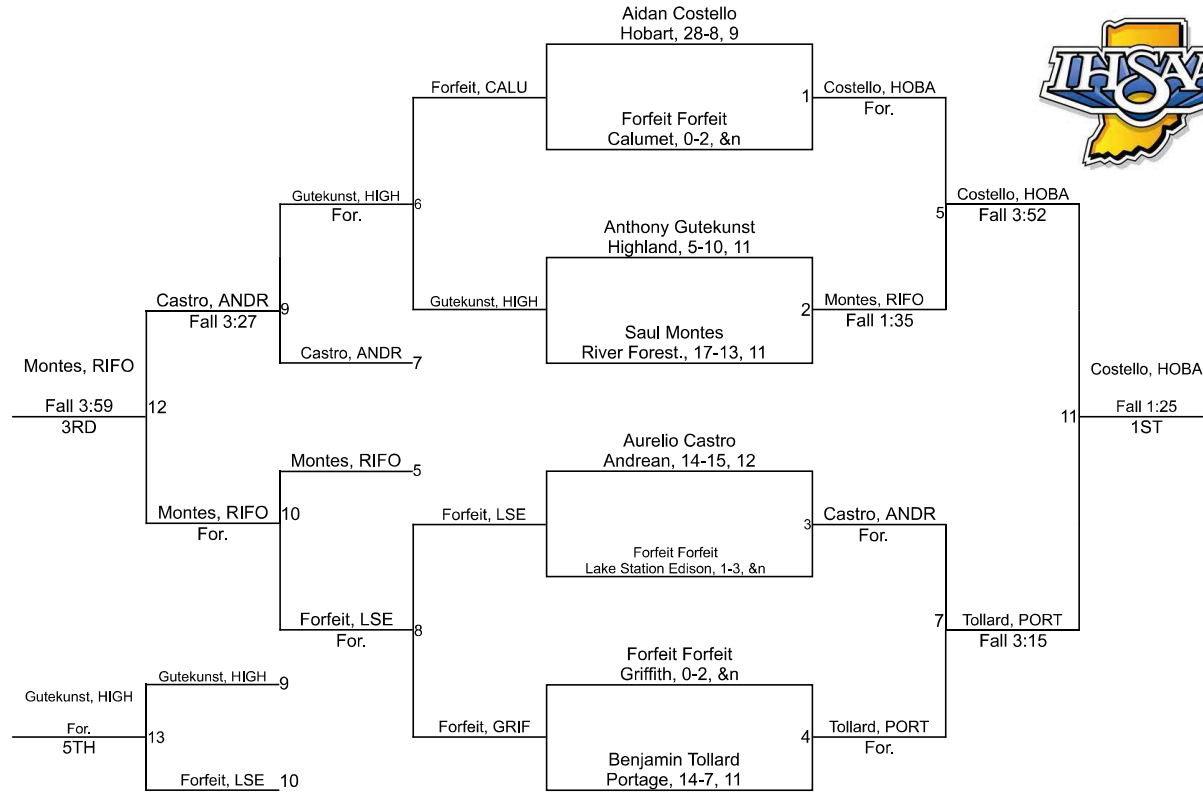 Aidan Costello
Hobart, 28-8, 9
IHSAA
Forfeit, CALU
1
Costello, HOBA
For.
Forfeit Forfeit
Calumet, 0-2, &n
Gutekunst, HIGH
For.
6
Costello, HOBA
5
Fall 3:52
Anthony Gutekunst
Highland, 5-10, 11
Castro, ANDR
9
Fall 3:27
Gutekunst, HIGH
2
Montes, RIFO
Fall 1:35
Saul Montes
River Forest., 17-13, 11
Castro, ANDR
7
Montes, RIFO
Fall 3:59
12
3RD
Costello, HOBA
11
Fall 1:25
1ST
Aurelio Castro
Andrean, 14-15, 12
Montes, RIFO
5
Montes, RIFO
10
For.
Forfeit, LSE
3
Castro, ANDR
For.
Forfeit Forfeit
Lake Station Edison, 1-3, &n
Forfeit, LSE
8
For.
7
Tollard, PORT
Fall 3:15
Forfeit Forfeit
Griffith, 0-2, &n
Gutekunst, HIGH
9
Gutekunst, HIGH
For.
13
5TH
Forfeit, GRIF
4
Tollard, PORT
For.
Benjamin Tollard
Portage, 14-7, 11
Forfeit, LSE
10